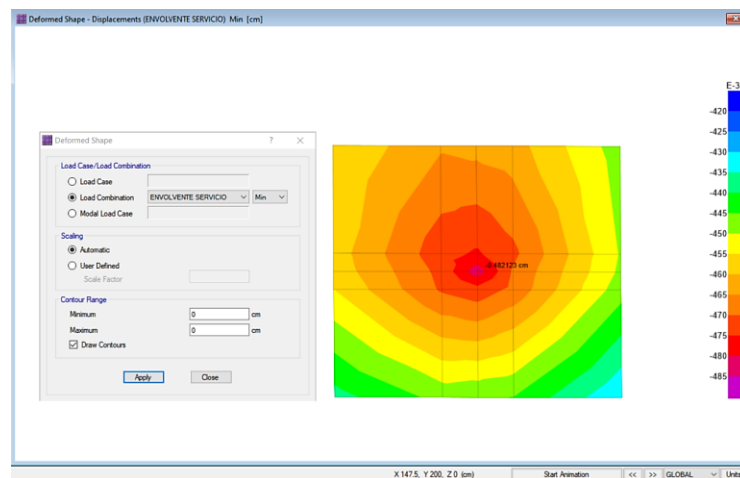 Deformed Shape - Displacements (ENVOLVENTE SERVICIO) Min [cm]
E-3
Deformed Shape
Load Case/Load Combination
Load Case
Load Combination ENVOLVENTE SERVICIO Min
Modal Load Case
Scaling
Automatic
User Defined
Scale Factor
Contour Range
Minimum 0 cm
Maximum 0 cm
Draw Contours
Apply Close
-0.482123 cm
-420
-425
-430
-435
-440
-445
-450
-455
-460
-465
-470
-475
-480
-485
X 147.5, Y 200, Z 0 (cm) Start Animation << >> GLOBAL Units